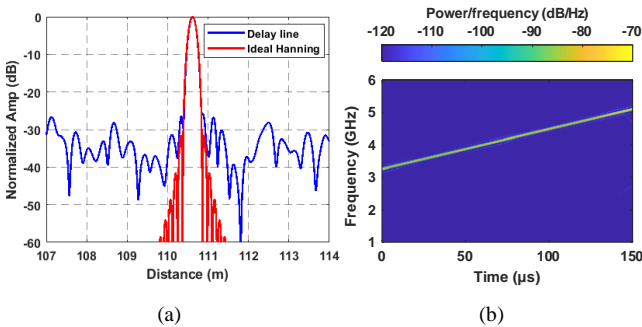 0
-10
-20
-30
-40
-50
-60
Normalized Amp (dB)
Delay line
Ideal Hanning
107 108 109 110 111 112 113 114
Distance (m)
(a)
Power/frequency (dB/Hz)
-120 -110 -100 -90 -80 -70
6
5
4
3
2
1
Frequency (GHz)
0 50 100 150
Time (µs)
(b)